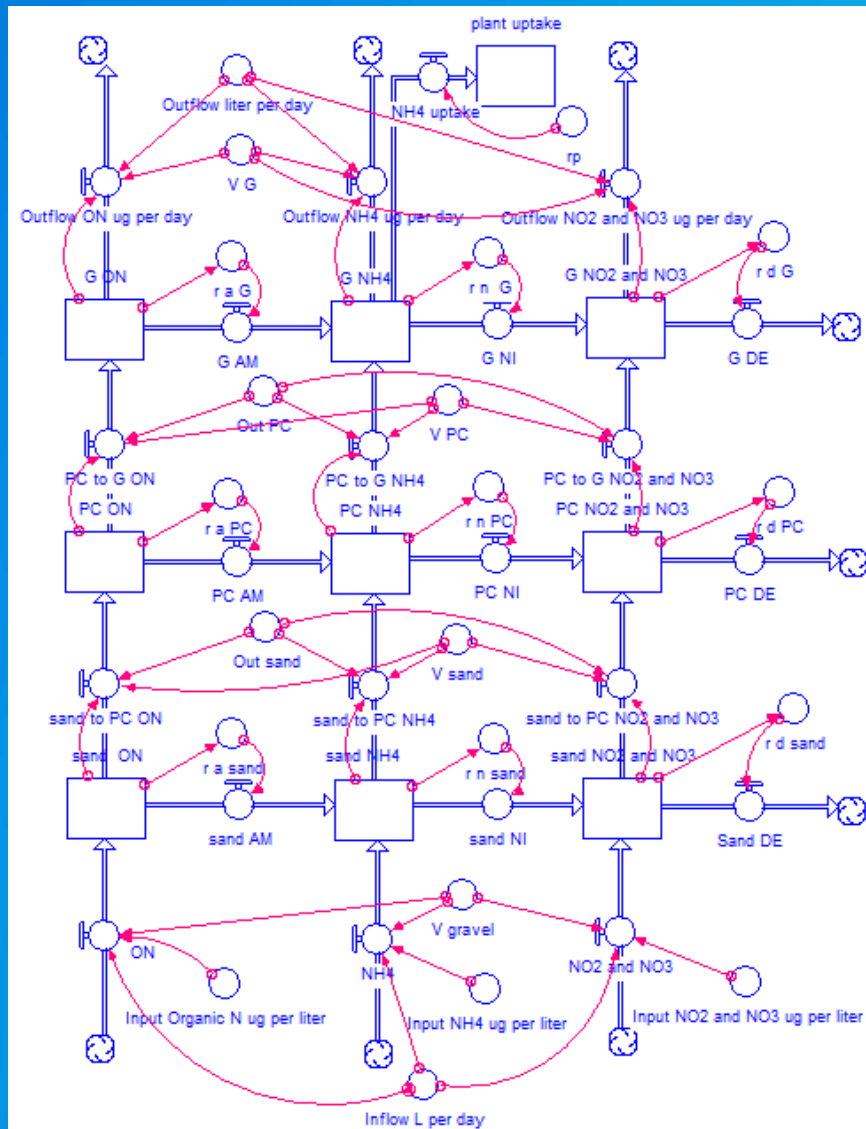 plant uptake
Outflow liter per day
NH4 uptake
rp
V G
Outflow ON ug per day
Outflow NH4 ug per day
Outflow NO2 and NO3 ug per day
G ON
r a G
G NH4
r n G
G NO2 and NO3
r d G
G AM
G NI
G DE
Out PC
V PC
PC to G ON
PC to G NH4
PC to G NO2 and NO3
PC ON
r a PC
PC NH4
r n PC
PC NO2 and NO3
r d PC
PC AM
PC NI
PC DE
Out sand
V sand
sand to PC ON
sand to PC NH4
sand to PC NO2 and NO3
sand ON
r a sand
sand NH4
r n sand
sand NO2 and NO3
r d sand
sand AM
sand NI
Sand DE
V gravel
ON
NH4
NO2 and NO3
Input Organic N ug per liter
Input NH4 ug per liter
Input NO2 and NO3 ug per liter
Inflow L per day